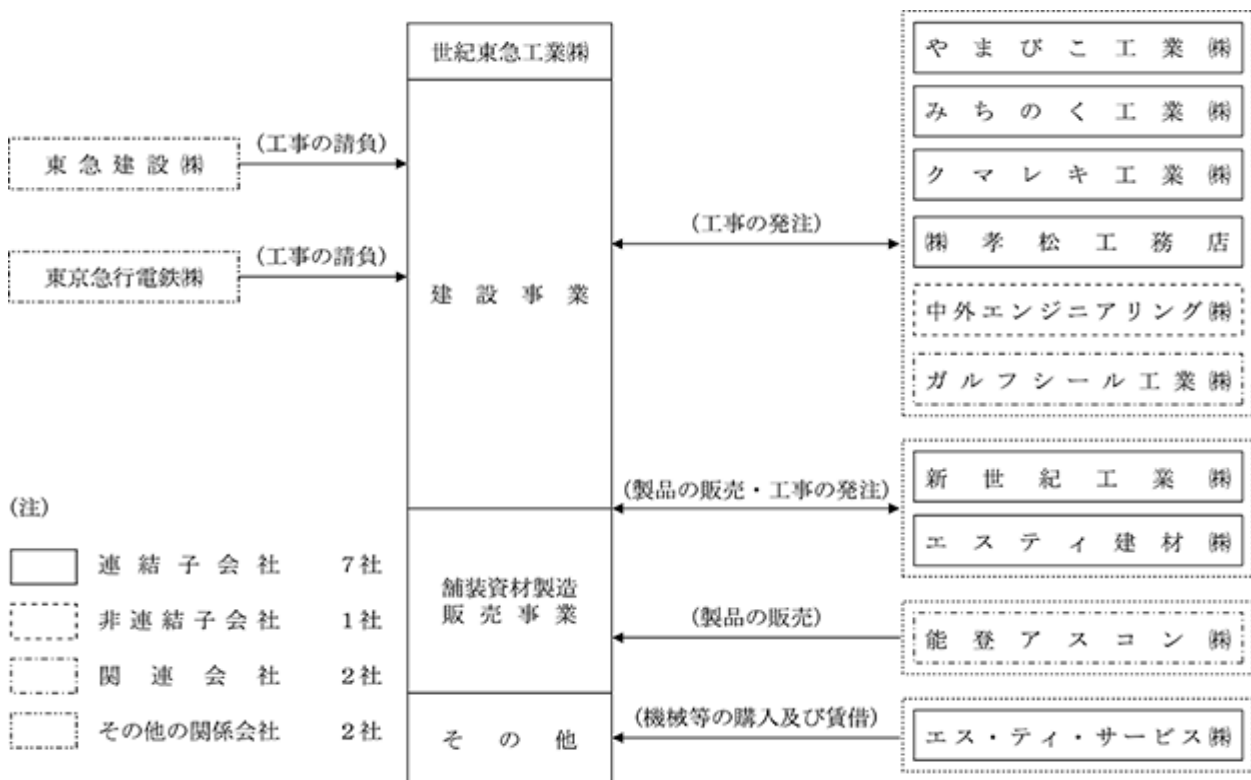 世紀東急工業㈱
建設事業
舗装資材製造
販売事業
その他
東急建設㈱
(工事の請負)
東京急行電鉄㈱
(工事の請負)
(工事の発注)
やまびこ工業㈱
みちのく工業㈱
クマレキ工業㈱
㈱孝松工務店
中外エンジニアリング㈱
ガルフシール工業㈱
(製品の販売・工事の発注)
新世紀工業㈱
エスティ建材㈱
(製品の販売)
能登アスコン㈱
(機械等の購入及び賃借)
エス・ティ・サービス㈱
(注)
連結子会社 7社
非連結子会社 1社
関連会社 2社
その他の関係会社 2社